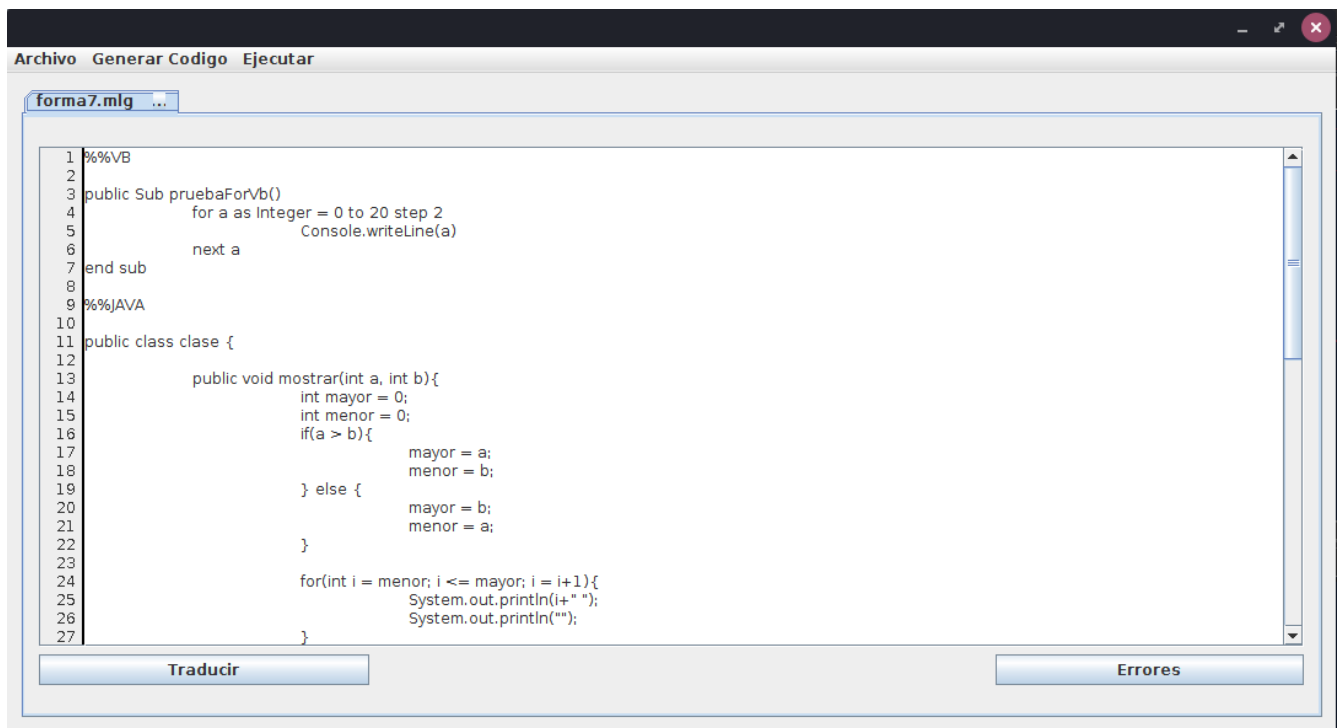 Archivo Generar Codigo Ejecutar
forma7.mlg ...
1 %%VB
2
3 public Sub pruebaForVb()
4 for a as Integer = 0 to 20 step 2
5 Console.writeLine(a)
6 next a
7 end sub
8
9 %%JAVA
10
11 public class clase {
12
13 public void mostrar(int a, int b){
14 int mayor = 0;
15 int menor = 0;
16 if(a > b){
17 mayor = a;
18 menor = b;
19 } else {
20 mayor = b;
21 menor = a;
22 }
23
24 for(int i = menor; i <= mayor; i = i+1){
25 System.out.println(i+" ");
26 System.out.println("");
27 }
Traducir Errores